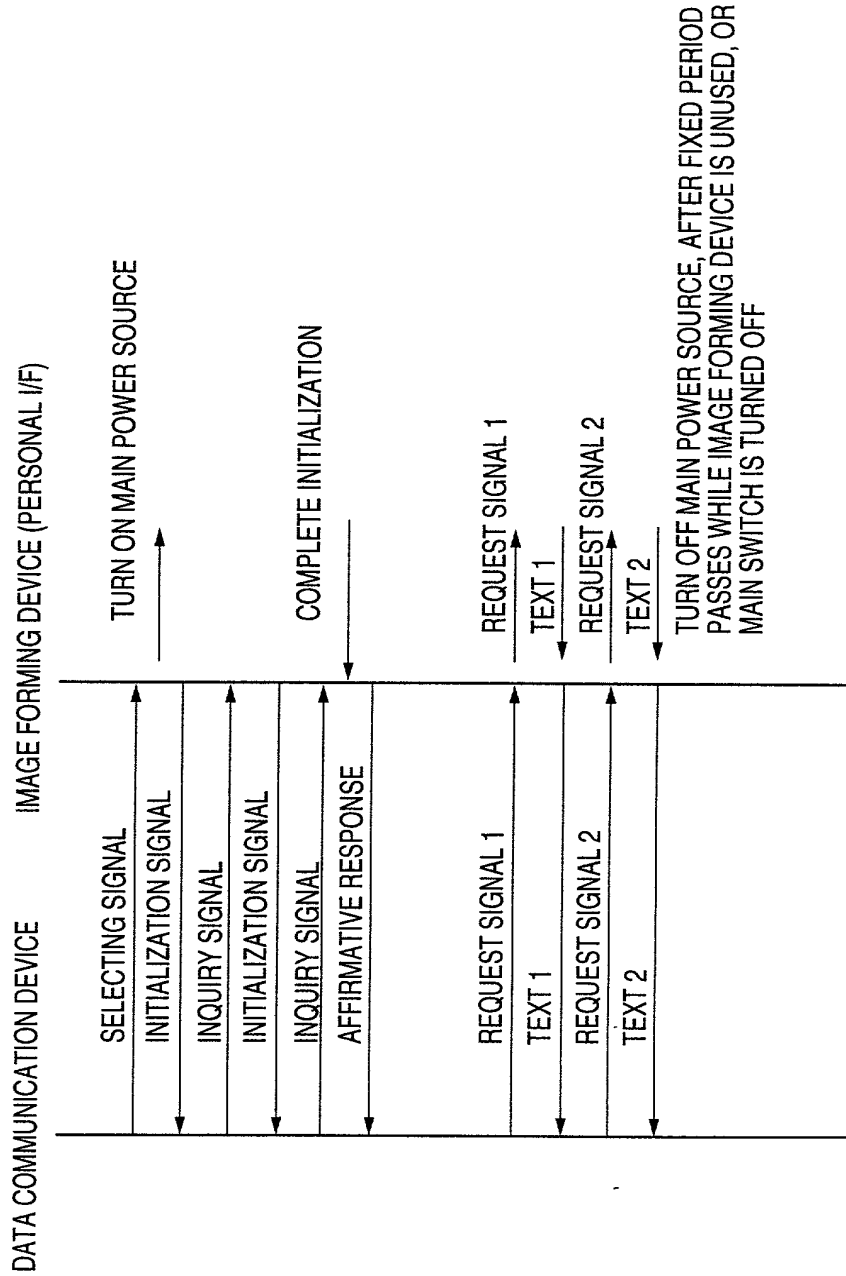 DATA COMMUNICATION DEVICE
IMAGE FORMING DEVICE (PERSONAL I/F)
SELECTING SIGNAL
TURN ON MAIN POWER SOURCE
INITIALIZATION SIGNAL
INQUIRY SIGNAL
INITIALIZATION SIGNAL
INQUIRY SIGNAL
COMPLETE INITIALIZATION
AFFIRMATIVE RESPONSE
REQUEST SIGNAL 1
REQUEST SIGNAL 1
TEXT 1
TEXT 1
REQUEST SIGNAL 2
REQUEST SIGNAL 2
TEXT 2
TEXT 2
TURN OFF MAIN POWER SOURCE, AFTER FIXED PERIOD
PASSES WHILE IMAGE FORMING DEVICE IS UNUSED, OR
MAIN SWITCH IS TURNED OFF